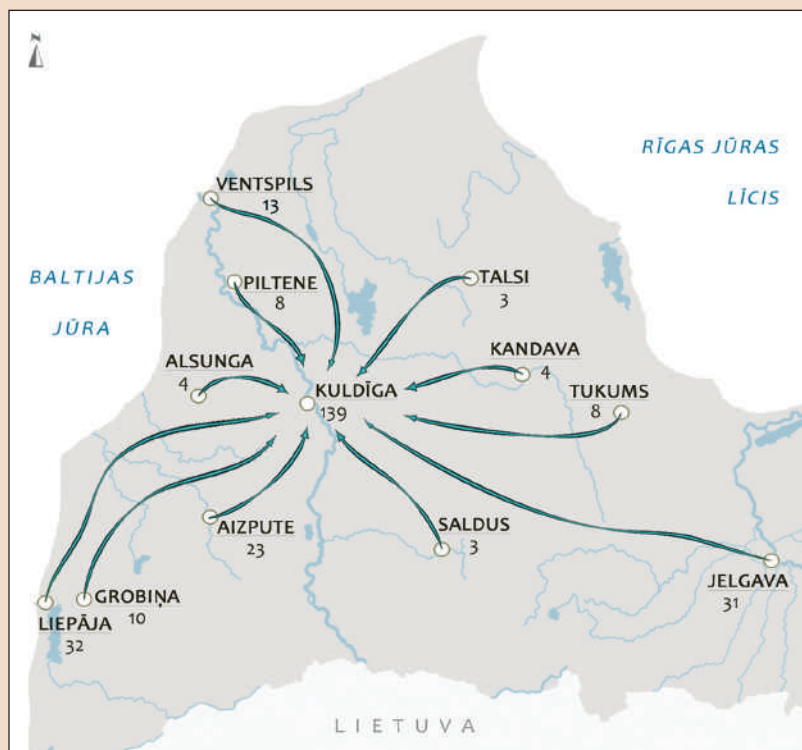 N
RĪGAS JŪRAS
LĪCIS
VENTSPILS
13
BALTIJAS
JŪRA
PILTENE
8
TALSI
3
ALSUNGA
4
KANDAVA
4
KULDĪGA
139
TUKUMS
8
AIZPUTE
23
SALDUS
3
JELGAVA
31
GROBIŅA
10
LIEPĀJA
32
LIETUVA